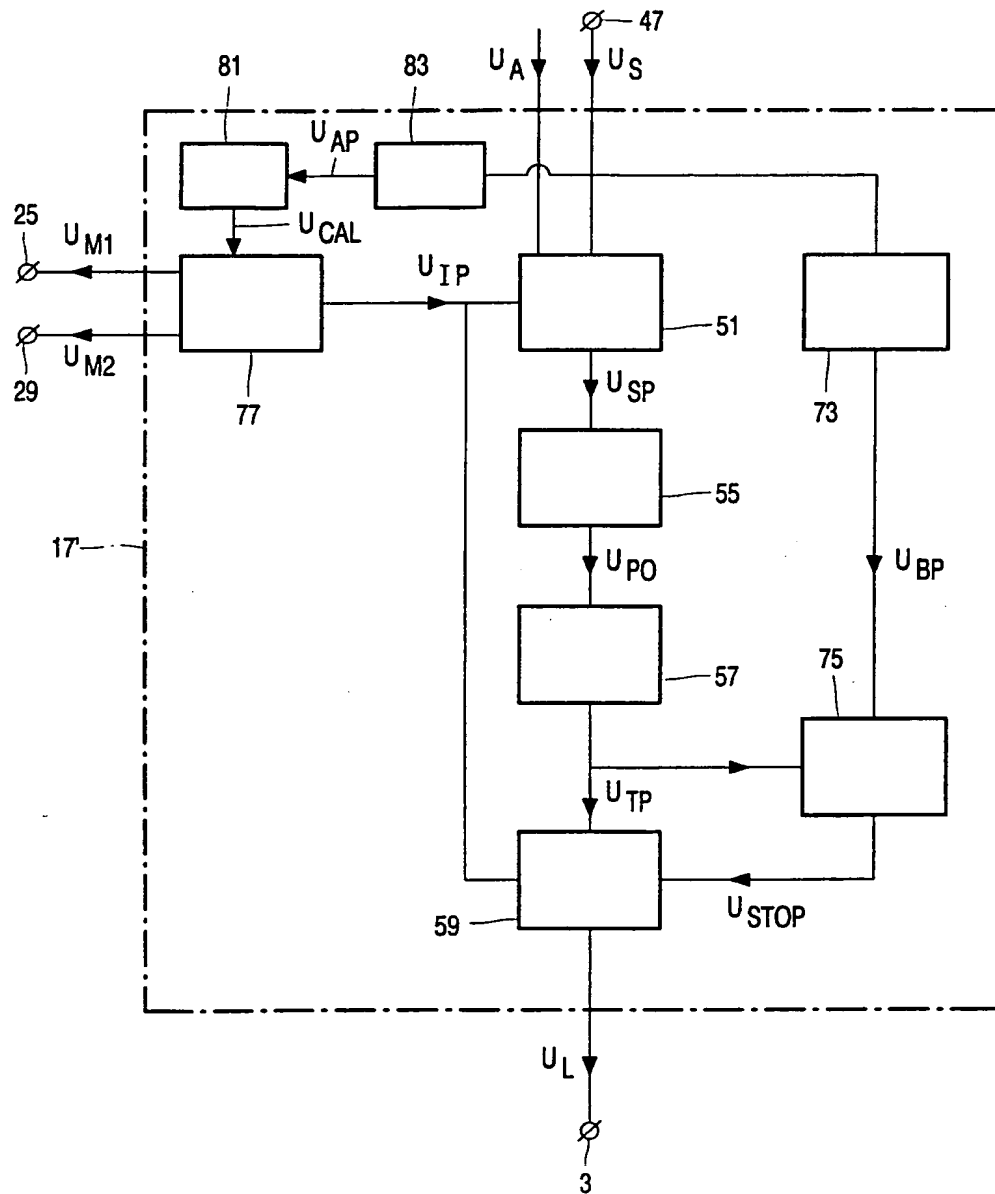 47
U_A
U_S
81
83
U_AP
U_CAL
25
U_M1
U_IP
51
29
U_M2
77
73
U_SP
55
17'
U_PO
U_BP
57
75
U_TP
59
U_STOP
U_L
3